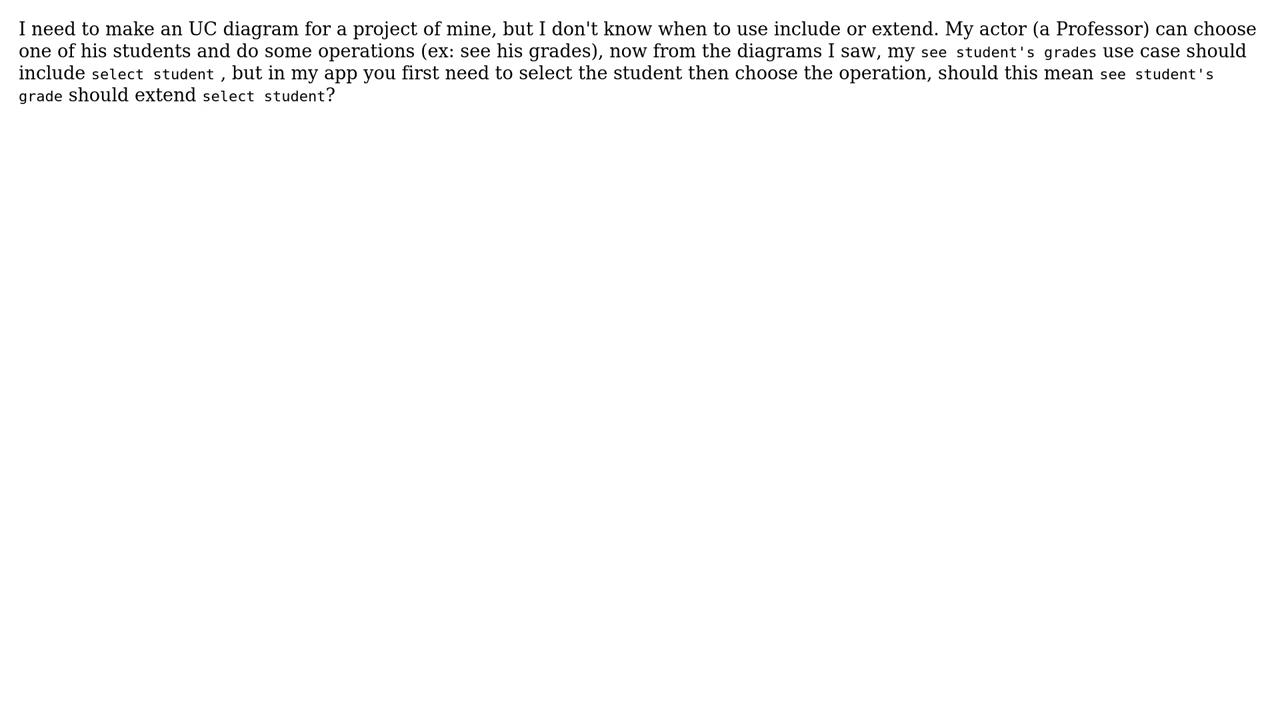 I need to make an UC diagram for a project of mine, but I don't know when to use include or extend. My actor (a Professor) can choose
one of his students and do some operations (ex: see his grades), now from the diagrams I saw, my see student's grades use case should
include select student , but in my app you first need to select the student then choose the operation, should this mean see student's
grade should extend select student?